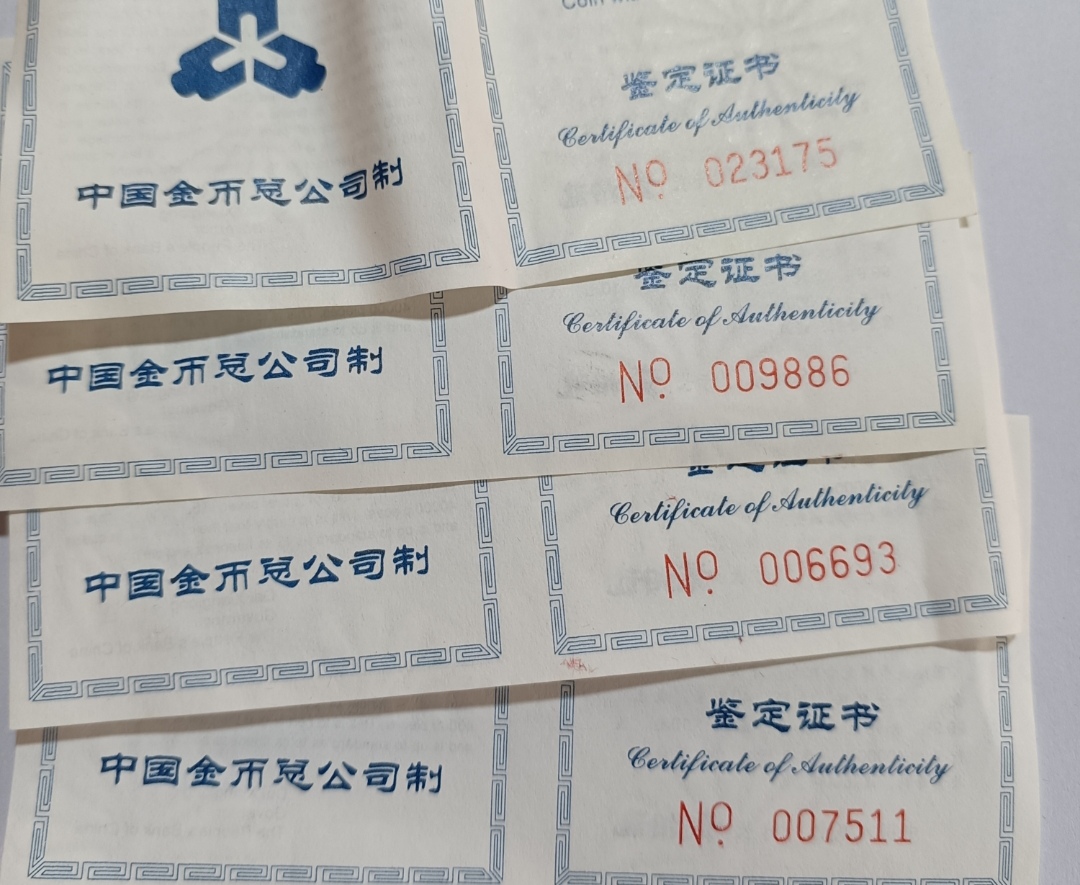 中国金币总公司制
鉴定证书
Certificate of Authenticity
Nº 023175
中国金币总公司制
鉴定证书
Certificate of Authenticity
Nº 009886
中国金币总公司制
Certificate of Authenticity
Nº 006693
中国金币总公司制
鉴定证书
Certificate of Authenticity
Nº 007511